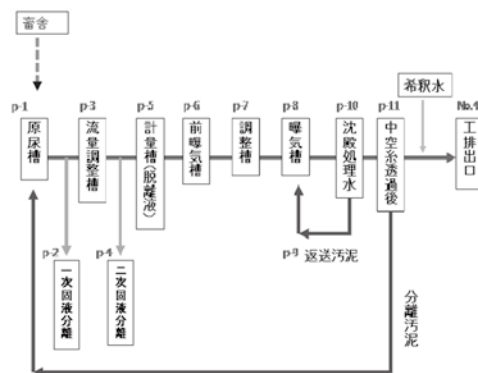 畜舎
希釈水
p-1
p-3
p-5
p-6
p-7
p-8
p-10
p-11
No.4
原尿槽
流量調整槽
計量槽(脱離液)
前曝気槽
調整槽
曝気槽
沈殿処理水
中空糸透過後
工排出口
p-2
一次固液分離
p-4
二次固液分離
p-9
返送汚泥
分離汚泥